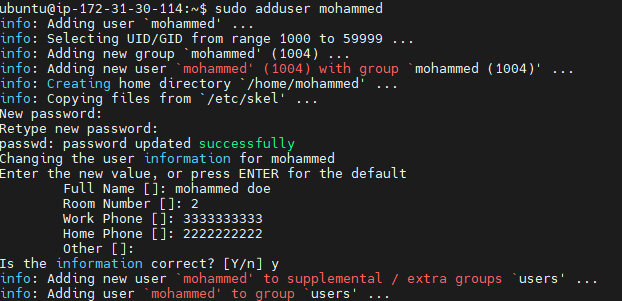 ubuntu@ip-172-31-30-114:~$ sudo adduser mohammed
info: Adding user `mohammed' ...
info: Selecting UID/GID from range 1000 to 59999 ...
info: Adding new group `mohammed' (1004) ...
info: Adding new user `mohammed' (1004) with group `mohammed (1004)' ...
info: Creating home directory `/home/mohammed' ...
info: Copying files from `/etc/skel' ...
New password:
Retype new password:
passwd: password updated successfully
Changing the user information for mohammed
Enter the new value, or press ENTER for the default
Full Name []: mohammed doe
Room Number []: 2
Work Phone []: 3333333333
Home Phone []: 2222222222
Other []:
Is the information correct? [Y/n] y
info: Adding new user `mohammed' to supplemental / extra groups `users' ...
info: Adding user `mohammed' to group `users' ...